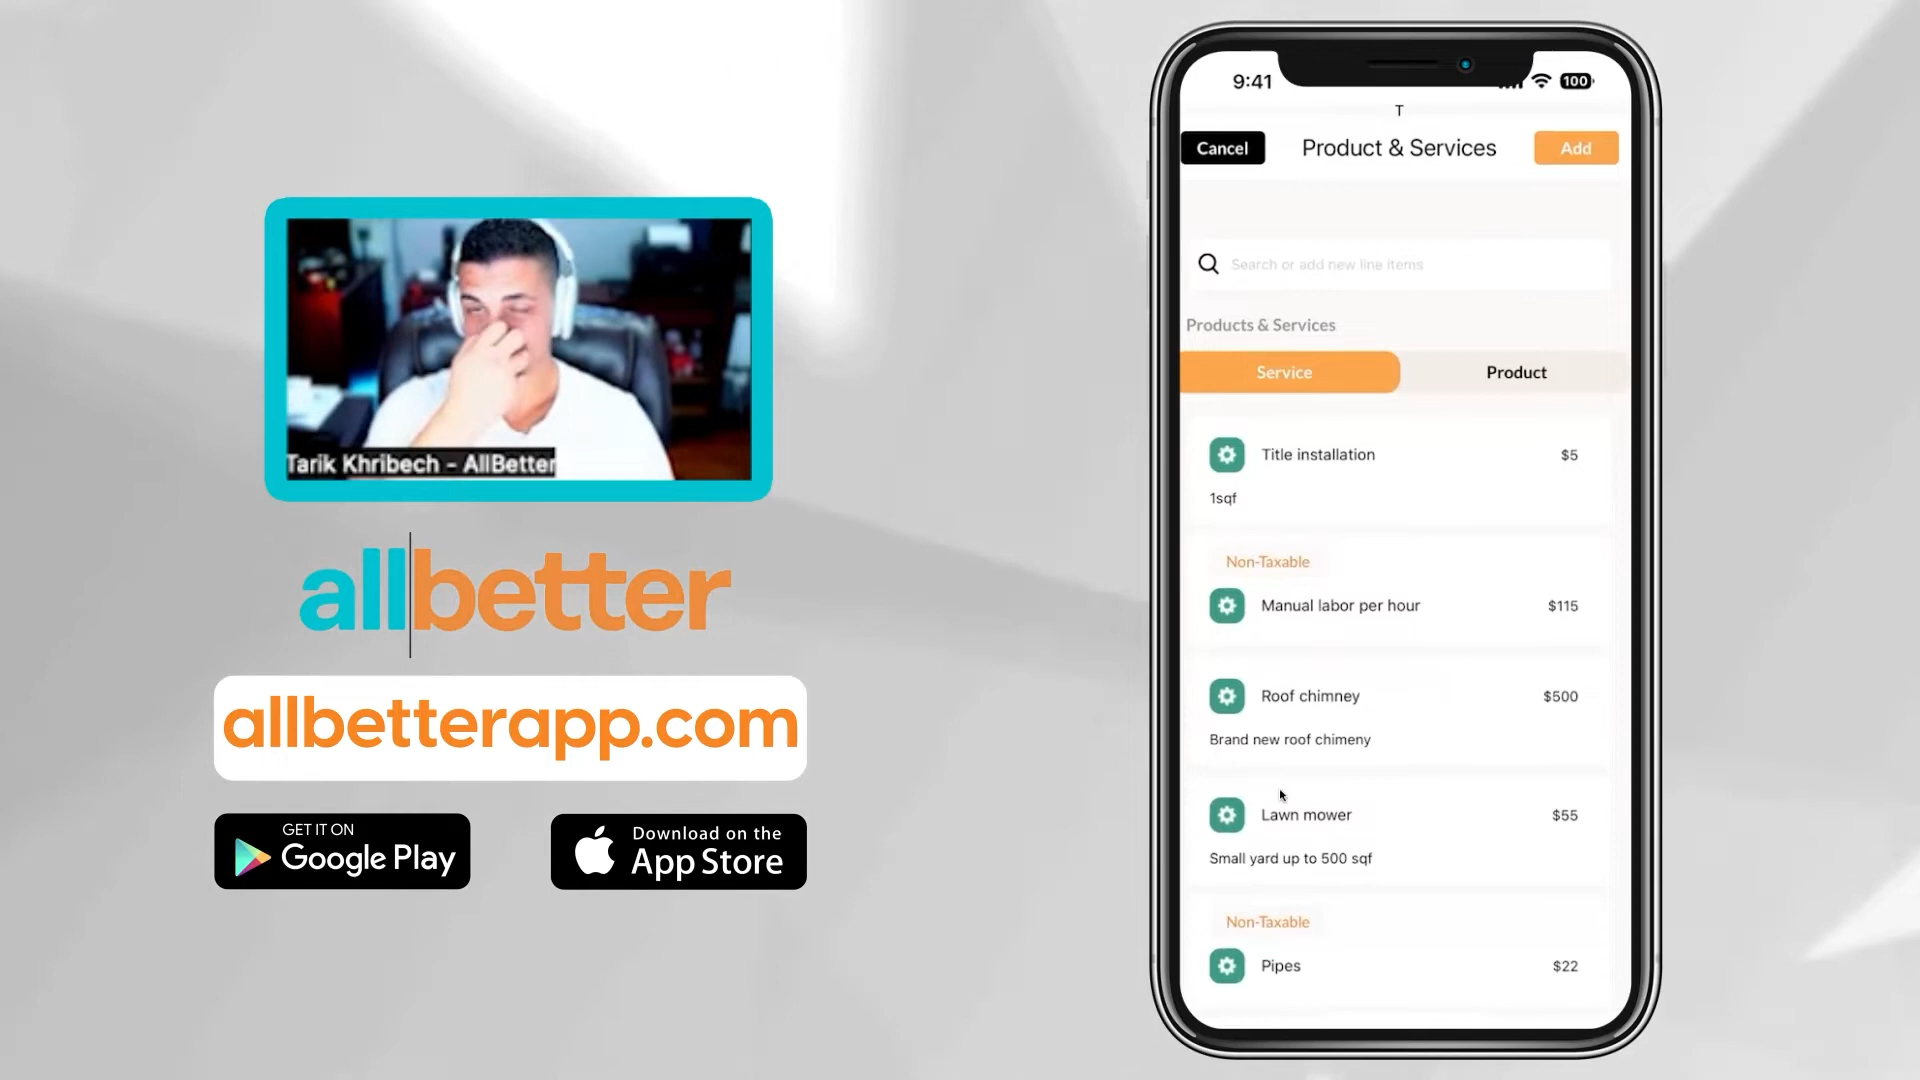 Tarik Khribech - AllBetter
allbetter
allbetterapp.com
GET IT ON
Google Play
Download on the
App Store
9:41
100
T
Cancel
Product & Services
Add
Search or add new line items
Products & Services
Service
Product
Title installation
$5
1sqf
Non-Taxable
Manual labor per hour
$115
Roof chimney
$500
Brand new roof chimeny
Lawn mower
$55
Small yard up to 500 sqf
Non-Taxable
Pipes
$22